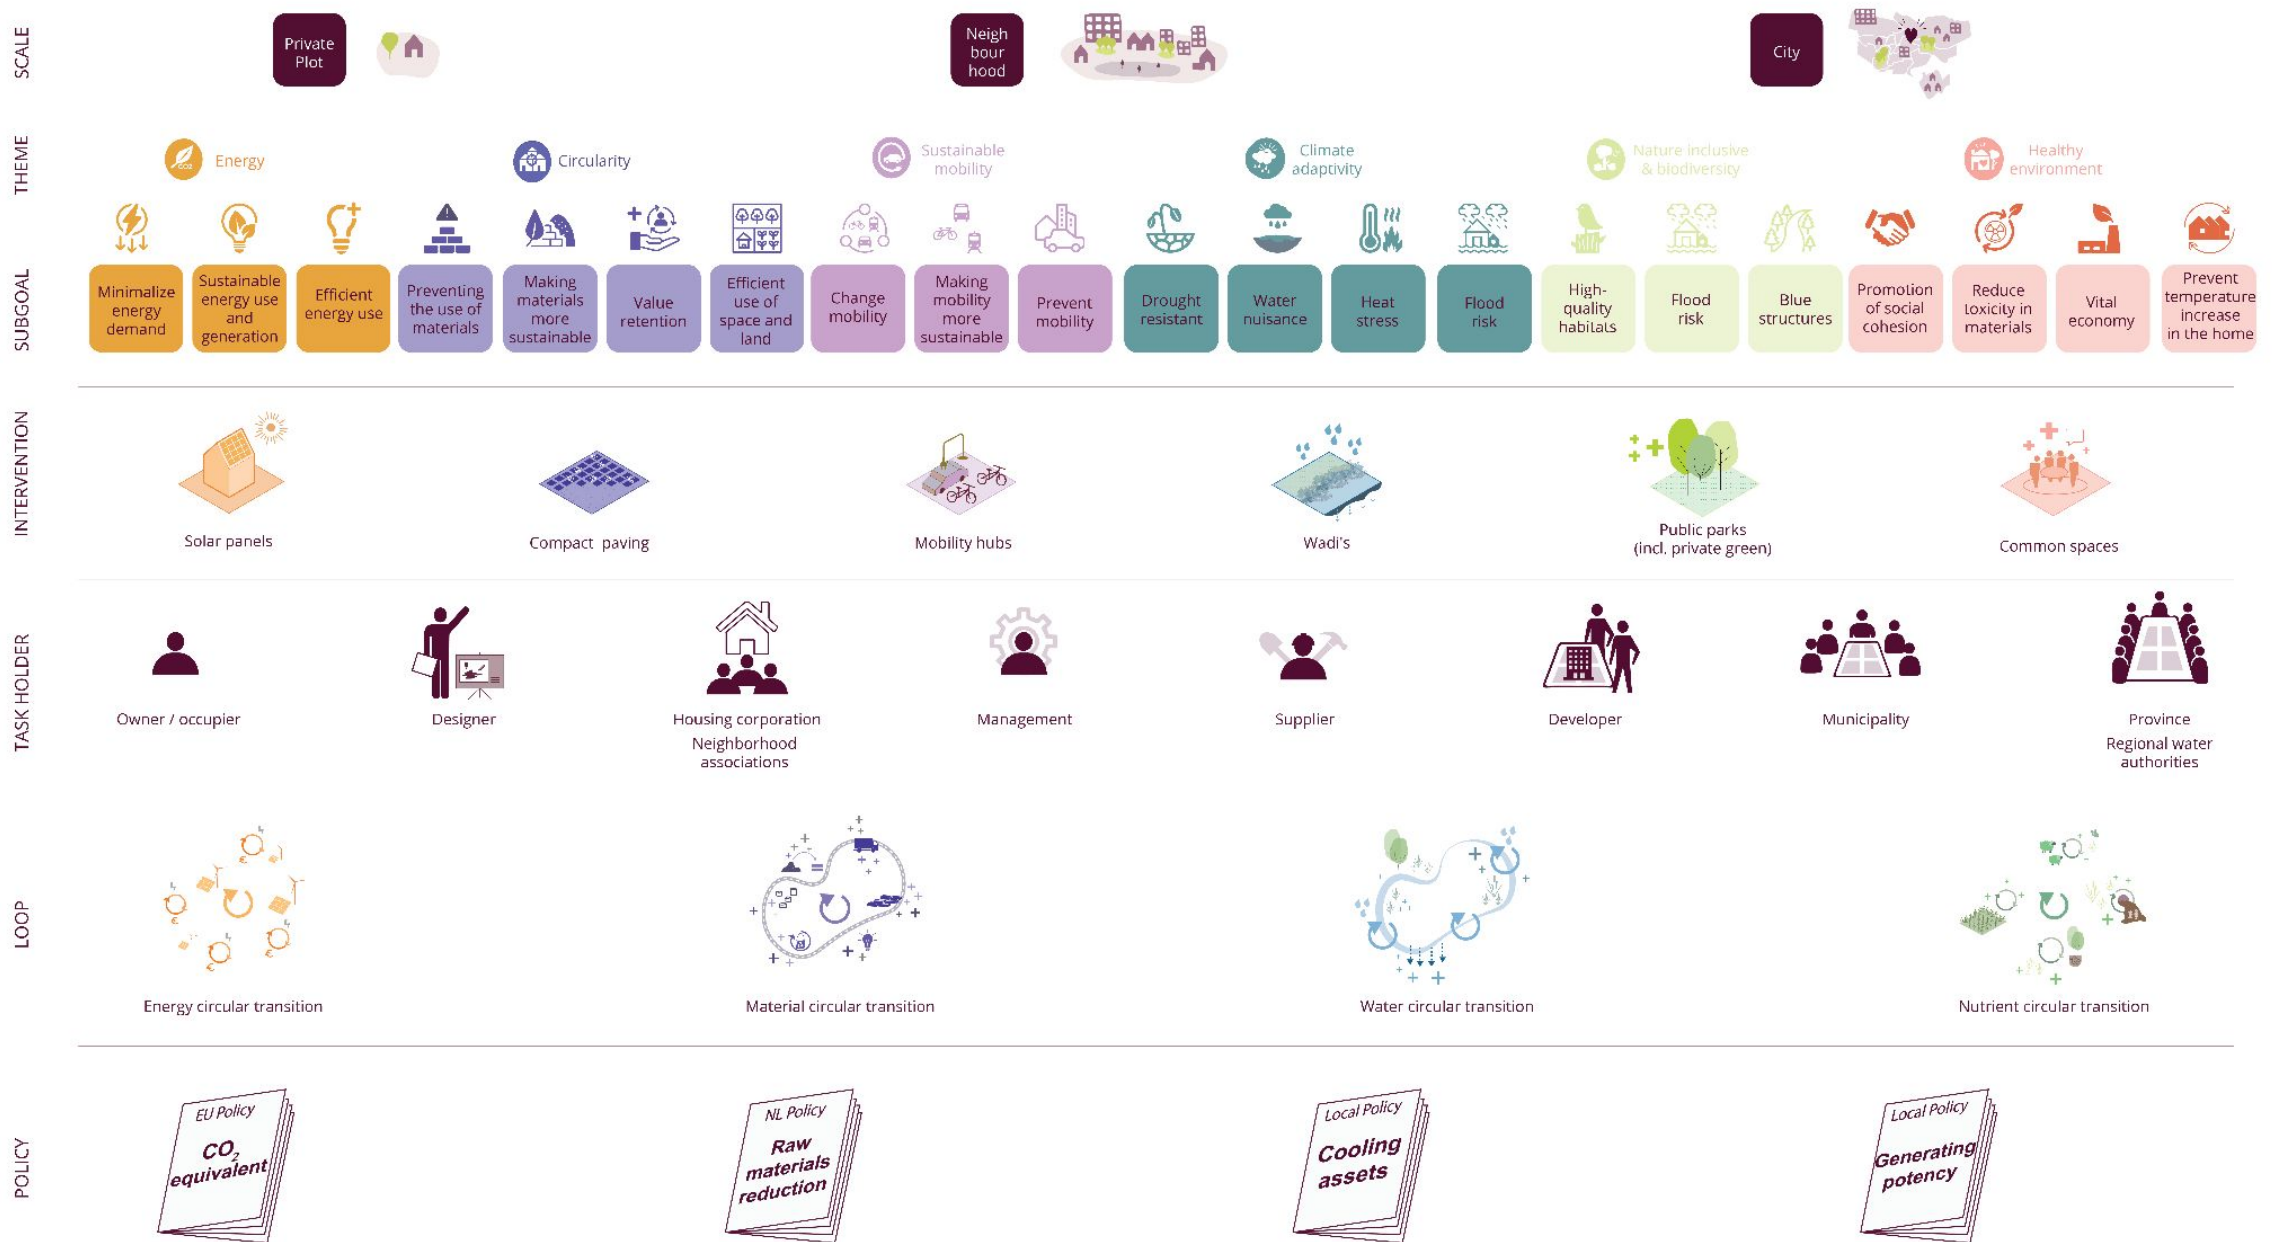 SCALE
Private
Plot
Neigh
bour
hood
City
THEME
Energy
Circularity
Sustainable
mobility
Climate
adaptivity
Nature inclusive
& biodiversity
Healthy
environment
CO2
SUBGOAL
Minimalize
energy
demand
Sustainable
energy use
and
generation
Efficient
energy use
Preventing
the use of
materials
Making
materials
more
sustainable
Value
retention
Efficient
use of
space and
land
Change
mobility
Making
mobility
more
sustainable
Prevent
mobility
Drought
resistant
Water
nuisance
Heat
stress
Flood
risk
High-
quality
habitats
Flood
risk
Blue
structures
Promotion
of social
cohesion
Reduce
toxicity in
materials
Vital
economy
Prevent
temperature
increase
in the home
INTERVENTION
Solar panels
Compact paving
Mobility hubs
Wadi's
Public parks
(incl. private green)
Common spaces
TASK HOLDER
Owner / occupier
Designer
Housing corporation
Neighborhood
associations
Management
Supplier
Developer
Municipality
Province
Regional water
authorities
LOOP
Energy circular transition
Material circular transition
Water circular transition
Nutrient circular transition
POLICY
EU Policy
CO2
equivalent
NL Policy
Raw
materials
reduction
Local Policy
Cooling
assets
Local Policy
Generating
potency